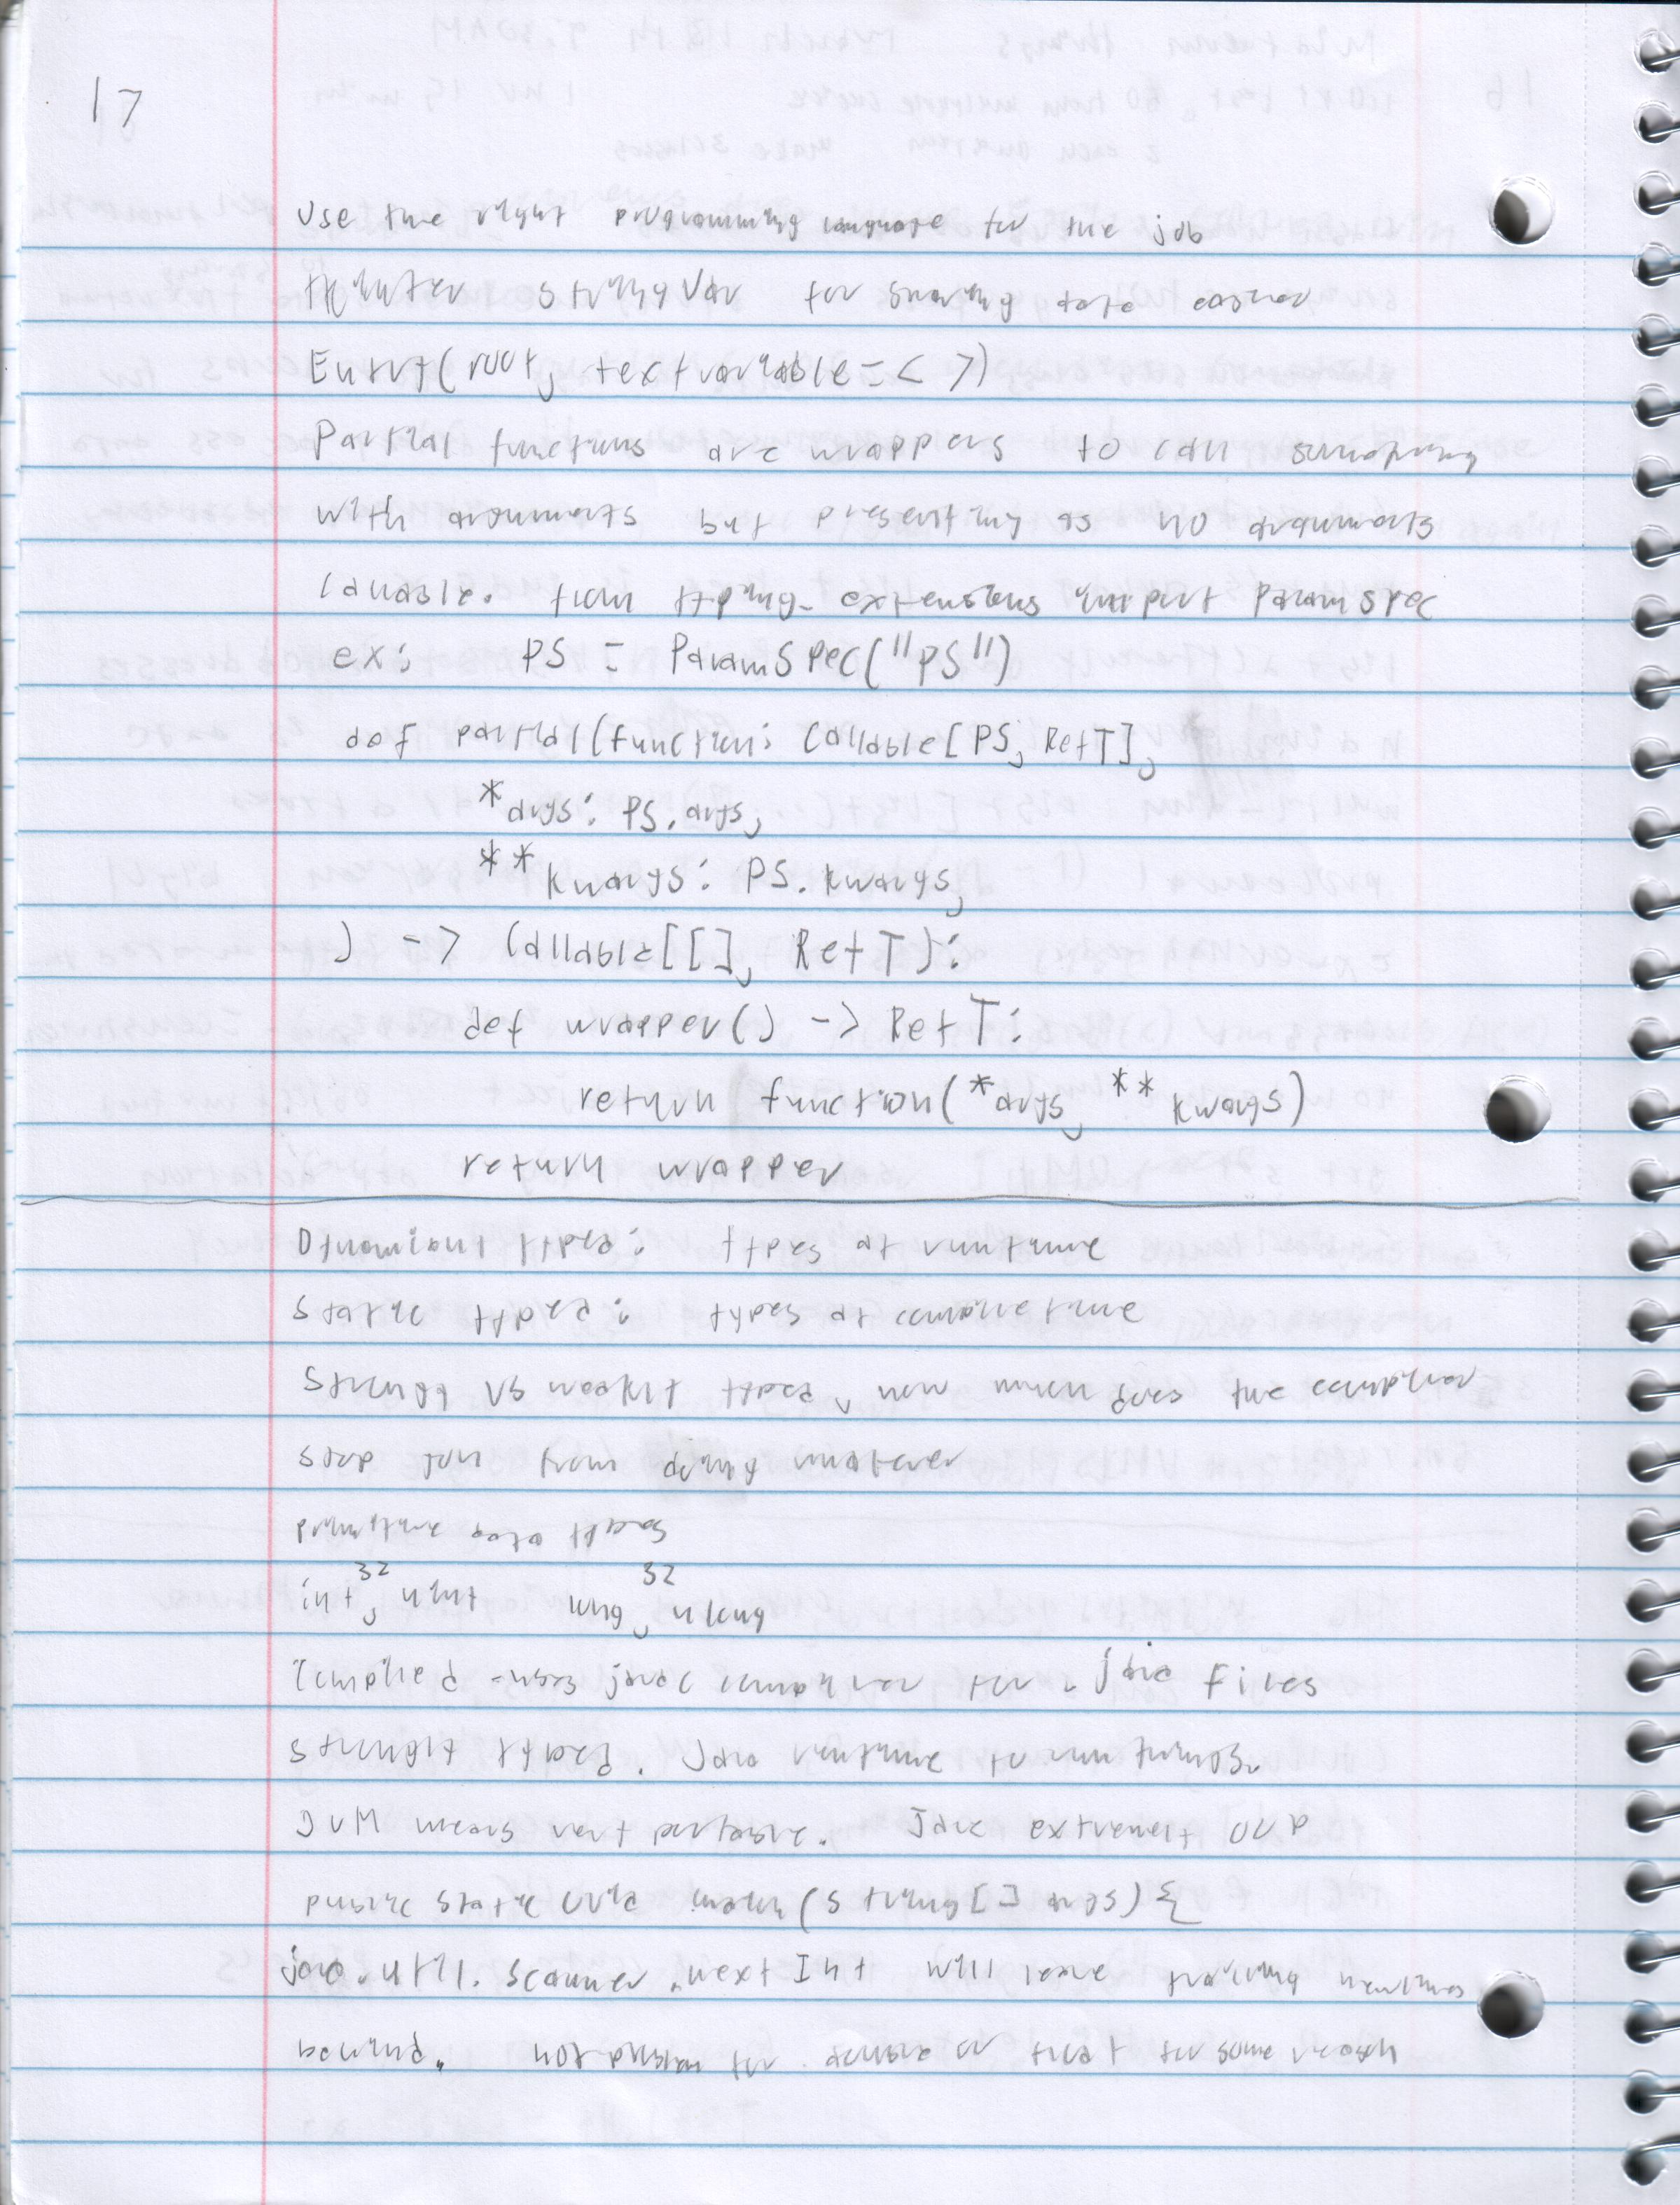 17
Use the right programming language for the job
tkinter StringVar for sharing data easier
Entry(root, textvariable=< >)
Partial functions are wrappers to call something
with arguments but presenting as no arguments
callable. from typing_extensions import ParamSpec
ex: PS = ParamSpec("PS")
def partial(function: Callable[PS, RetT],
*args: PS.args,
**kwargs: PS.kwargs,
) -> Callable[[], RetT]:
def wrapper() -> RetT:
return function(*args, **kwargs)
return wrapper
Dynamically typed: types at runtime
Static typed: types at compile time
Strongly vs weakly typed, how much does the compiler
stop you from doing whatever
primitive data types
int, uint 32 long, ulong 32
Compiled - uses javac compiler for .java files
strongly typed. Java runtime to run things.
JVM means very portable. Java extremely OOP
public static void main(String[] args) {
java.util.Scanner.nextInt will leave trailing newlines
behind. not for double or float for some reason